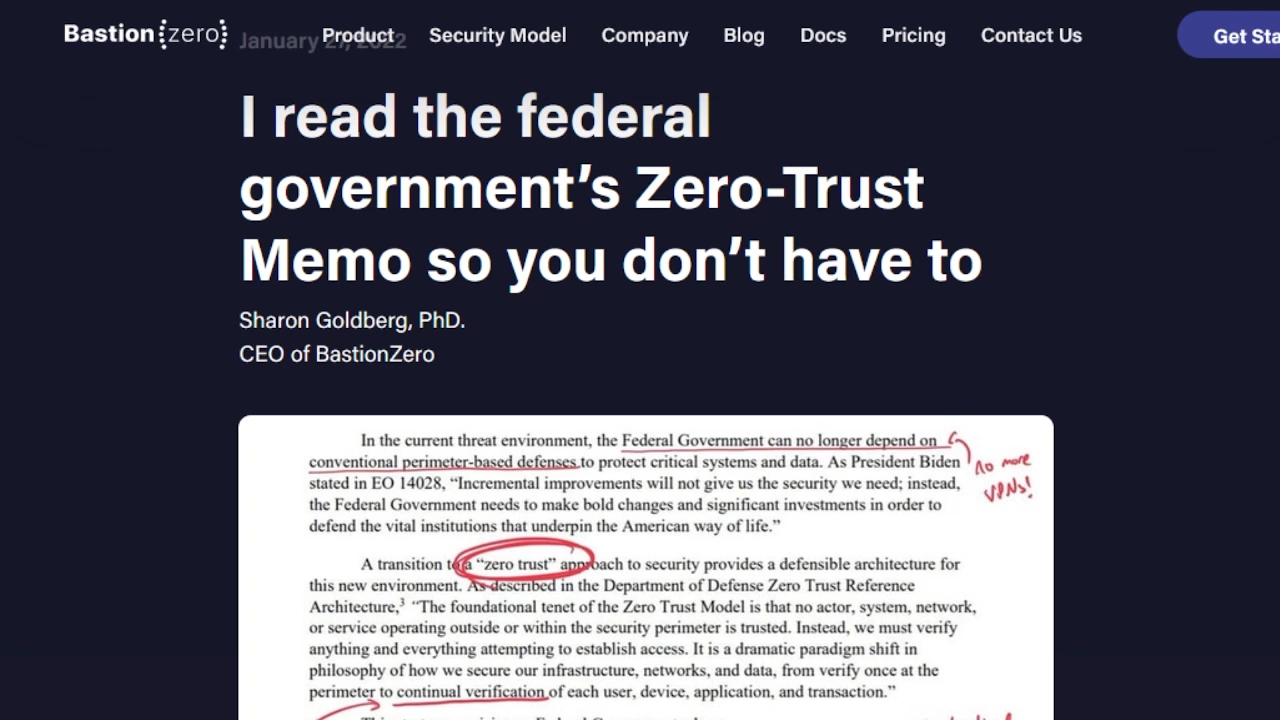 Bastion{zero} January 27, 2022 Product Security Model Company Blog Docs Pricing Contact Us Get Sta
I read the federal
government’s Zero-Trust
Memo so you don’t have to
Sharon Goldberg, PhD.
CEO of BastionZero
In the current threat environment, the Federal Government can no longer depend on
conventional perimeter-based defenses to protect critical systems and data. As President Biden
no more
stated in EO 14028, “Incremental improvements will not give us the security we need; instead,
VPNs!
the Federal Government needs to make bold changes and significant investments in order to
defend the vital institutions that underpin the American way of life.”
A transition to a “zero trust” approach to security provides a defensible architecture for
this new environment. As described in the Department of Defense Zero Trust Reference
Architecture,³ “The foundational tenet of the Zero Trust Model is that no actor, system, network,
or service operating outside or within the security perimeter is trusted. Instead, we must verify
anything and everything attempting to establish access. It is a dramatic paradigm shift in
philosophy of how we secure our infrastructure, networks, and data, from verify once at the
perimeter to continual verification of each user, device, application, and transaction.”